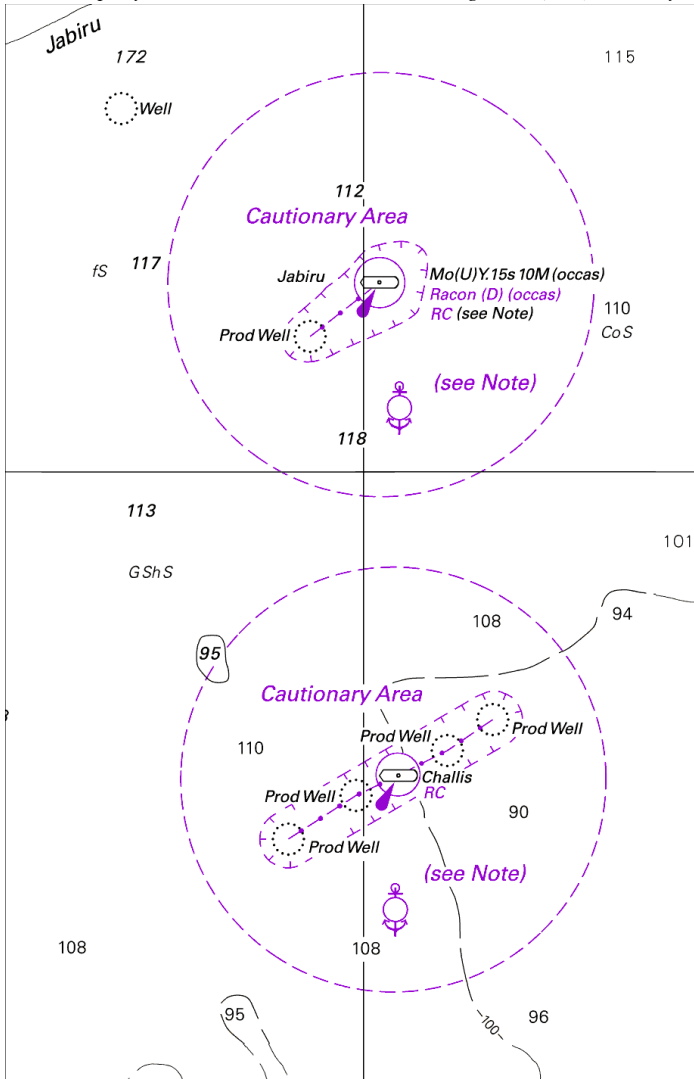 Jabiru
172
115
Well
112
Cautionary Area
fS
117
Jabiru
Mo(U)Y.15s 10M (occas)
Racon (D) (occas)
RC (see Note)
110
Co S
Prod Well
(see Note)
118
113
101
G Sh S
108
94
95
Cautionary Area
Prod Well
Prod Well
110
Challis
RC
Prod Well
90
Prod Well
(see Note)
108
108
95
100
96